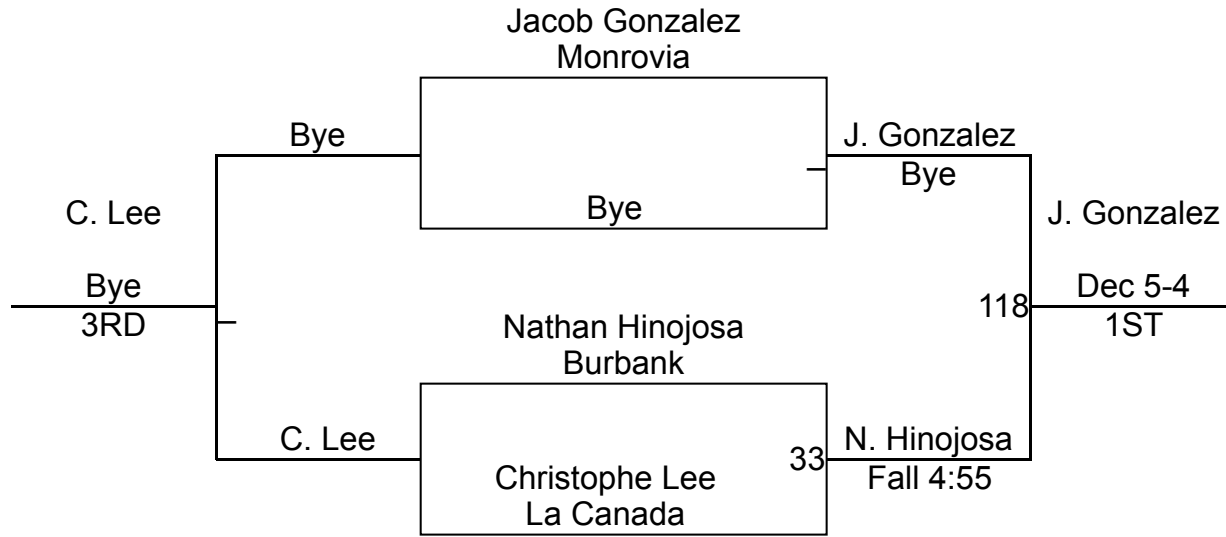 Jacob Gonzalez
Monrovia
Bye
J. Gonzalez
Bye
Bye
C. Lee
J. Gonzalez
Bye
3RD
118
Dec 5-4
1ST
Nathan Hinojosa
Burbank
C. Lee
33
N. Hinojosa
Fall 4:55
Christophe Lee
La Canada